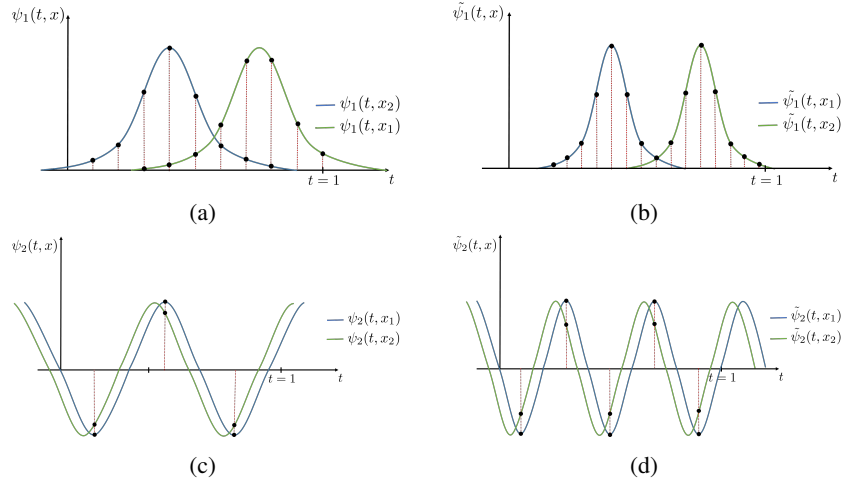 ψ₁(t, x)
ψ₁(t, x₂)
ψ₁(t, x₁)
t = 1
t
(a)
ψ̃₁(t, x)
ψ̃₁(t, x₁)
ψ̃₁(t, x₂)
t = 1
t
(b)
ψ₂(t, x)
ψ₂(t, x₁)
ψ₂(t, x₂)
t = 1
t
(c)
ψ̃₂(t, x)
ψ̃₂(t, x₁)
ψ̃₂(t, x₂)
t = 1
t
(d)